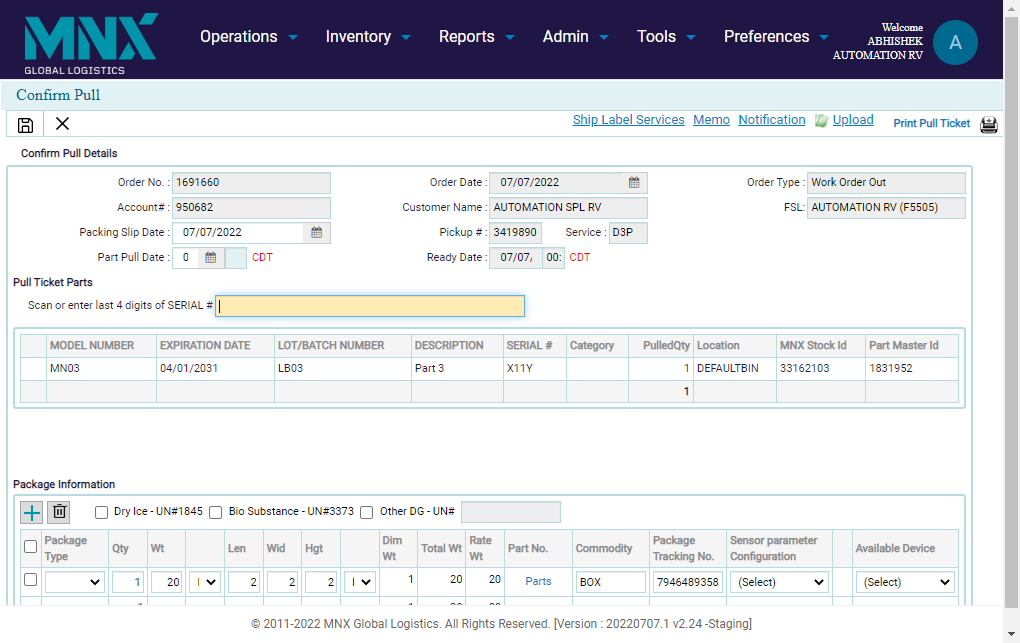 MNX
GLOBAL LOGISTICS
Operations Inventory Reports Admin Tools Preferences
Welcome
ABHISHEK
AUTOMATION RV
A
Confirm Pull
Ship Label Services Memo Notification Upload Print Pull Ticket
Confirm Pull Details
Order No. : 1691660 Order Date : 07/07/2022 Order Type : Work Order Out
Account# : 950682 Customer Name : AUTOMATION SPL RV FSL: AUTOMATION RV (F5505)
Packing Slip Date : 07/07/2022 Pickup # : 3419890 Service : D3P
Part Pull Date : 0 CDT Ready Date : 07/07/ 00: CDT
Pull Ticket Parts
Scan or enter last 4 digits of SERIAL #
MODEL NUMBER EXPIRATION DATE LOT/BATCH NUMBER DESCRIPTION SERIAL # Category PulledQty Location MNX Stock Id Part Master Id
MN03 04/01/2031 LB03 Part 3 X11Y 1 DEFAULTBIN 33162103 1831952
1
Package Information
Dry Ice - UN#1845 Bio Substance - UN#3373 Other DG - UN#
Package Type Qty Wt Len Wid Hgt Dim Wt Total Wt Rate Wt Part No. Commodity Package Tracking No. Sensor parameter Configuration Available Device
1 20 2 2 2 1 20 20 Parts BOX 7946489358 (Select) (Select)
© 2011-2022 MNX Global Logistics. All Rights Reserved. [Version : 20220707.1 v2.24 -Staging]